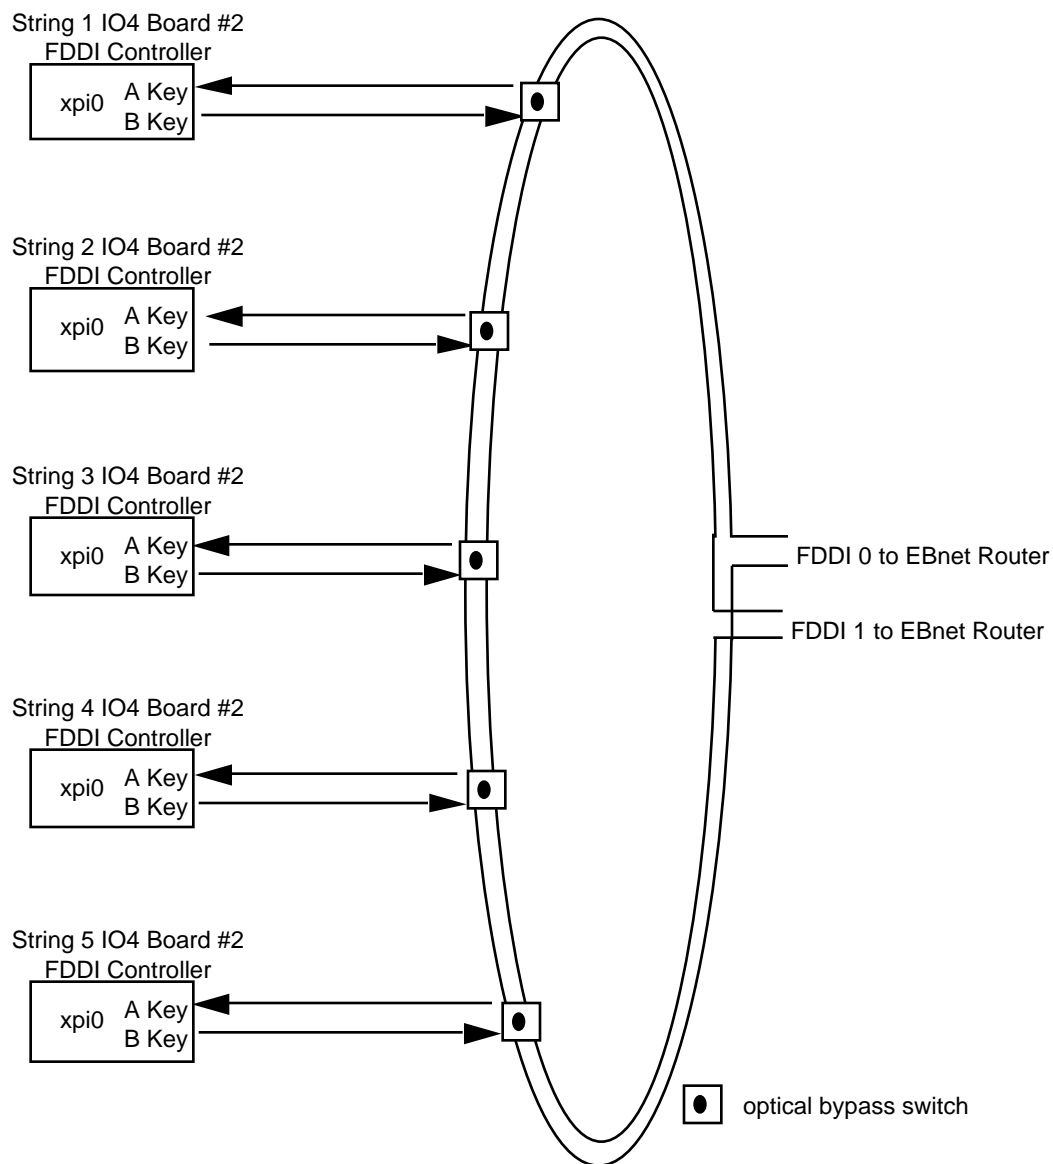 String 1 IO4 Board #2
FDDI Controller
xpi0
A Key
B Key
String 2 IO4 Board #2
FDDI Controller
xpi0
A Key
B Key
String 3 IO4 Board #2
FDDI Controller
xpi0
A Key
B Key
FDDI 0 to EBnet Router
FDDI 1 to EBnet Router
String 4 IO4 Board #2
FDDI Controller
xpi0
A Key
B Key
String 5 IO4 Board #2
FDDI Controller
xpi0
A Key
B Key
optical bypass switch